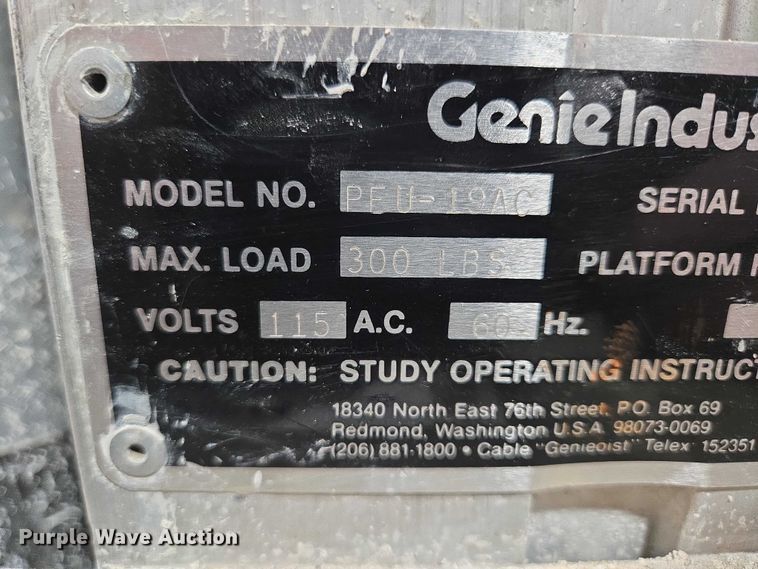 Genie Indus
MODEL NO. SERIAL
MAX. LOAD 300 LBS. PLATFORM
VOLTS 115 A.C. 60 Hz.
CAUTION: STUDY OPERATING INSTRUCT
18340 North East 76th Street, P.O. Box 69
Redmond, Washington U.S.A. 98073-0069
(206) 881-1800 • Cable "Genieoist" Telex 152351
Purple Wave Auction